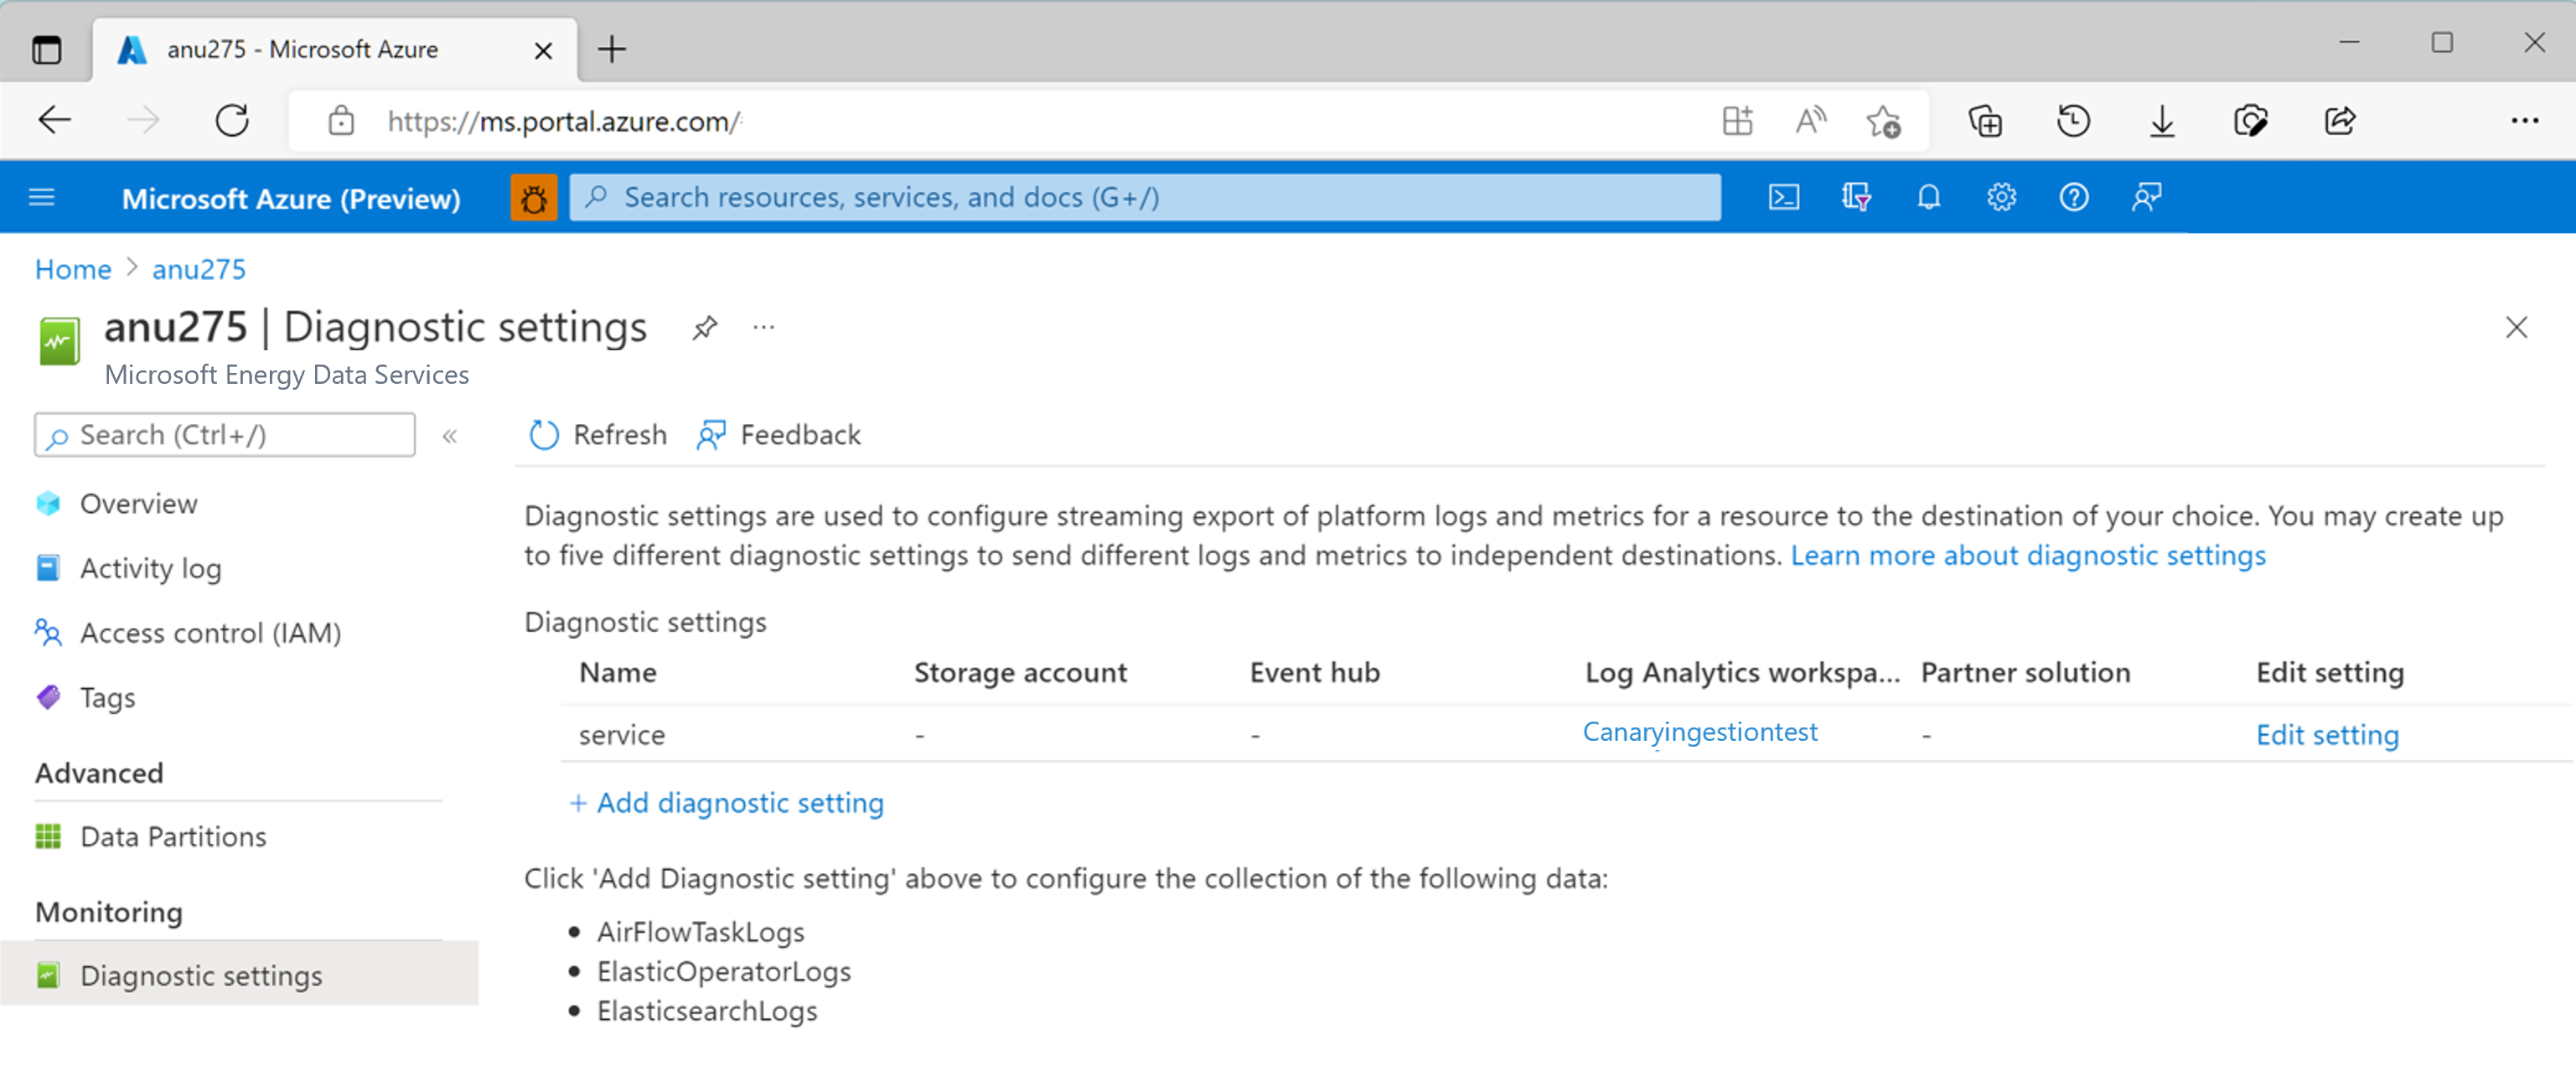 anu275 - Microsoft Azure
https://ms.portal.azure.com/
Microsoft Azure (Preview)
Search resources, services, and docs (G+/)
Home > anu275
anu275 | Diagnostic settings
Microsoft Energy Data Services
Search (Ctrl+/)
Refresh
Feedback
Overview
Activity log
Access control (IAM)
Tags
Advanced
Data Partitions
Monitoring
Diagnostic settings
Diagnostic settings are used to configure streaming export of platform logs and metrics for a resource to the destination of your choice. You may create up
to five different diagnostic settings to send different logs and metrics to independent destinations. Learn more about diagnostic settings
Diagnostic settings
Name Storage account Event hub Log Analytics workspa... Partner solution Edit setting
service - - Canaryingestiontest - Edit setting
+ Add diagnostic setting
Click 'Add Diagnostic setting' above to configure the collection of the following data:
• AirFlowTaskLogs
• ElasticOperatorLogs
• ElasticsearchLogs